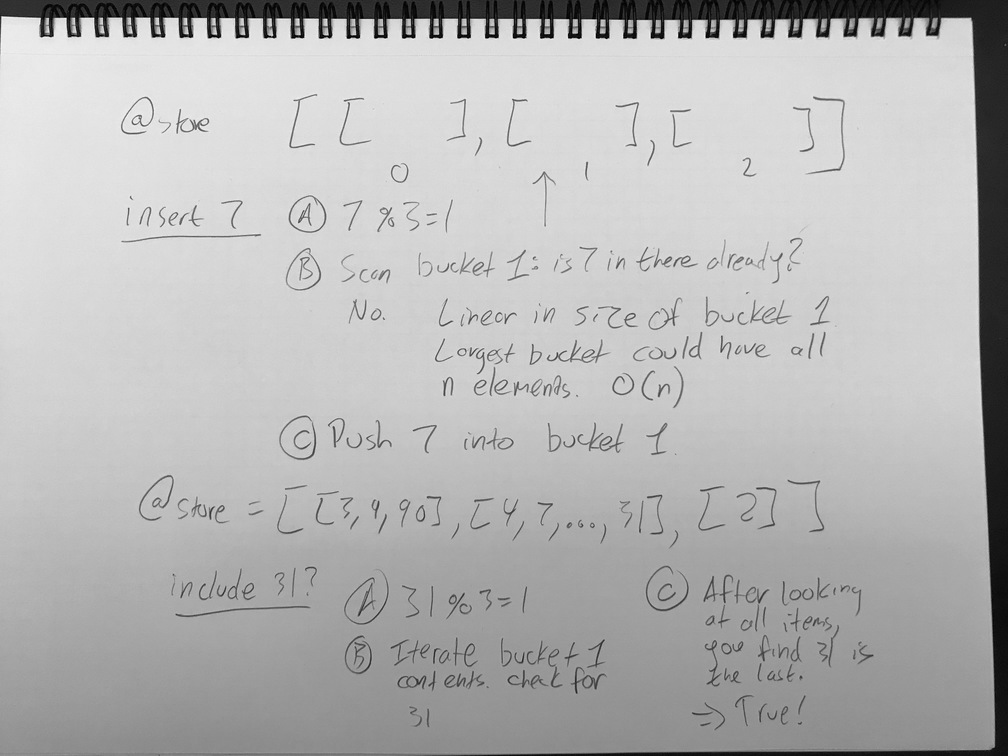 @store [[ ], [ ], [ ]]
0 1 2
insert 7 Ⓐ 7 % 3 = 1 ↑
Ⓑ Scan bucket 1: is 7 in there already?
No. Linear in size of bucket 1
Largest bucket could have all
n elements. O(n)
Ⓒ Push 7 into bucket 1.
@store = [[3, 9, 90], [4, 7, ..., 31], [2]]
include 31?
Ⓐ 31 % 3 = 1
Ⓑ Iterate bucket 1
contents. check for
31
Ⓒ After looking
at all items,
you find 31 is
the last.
⇒ True!